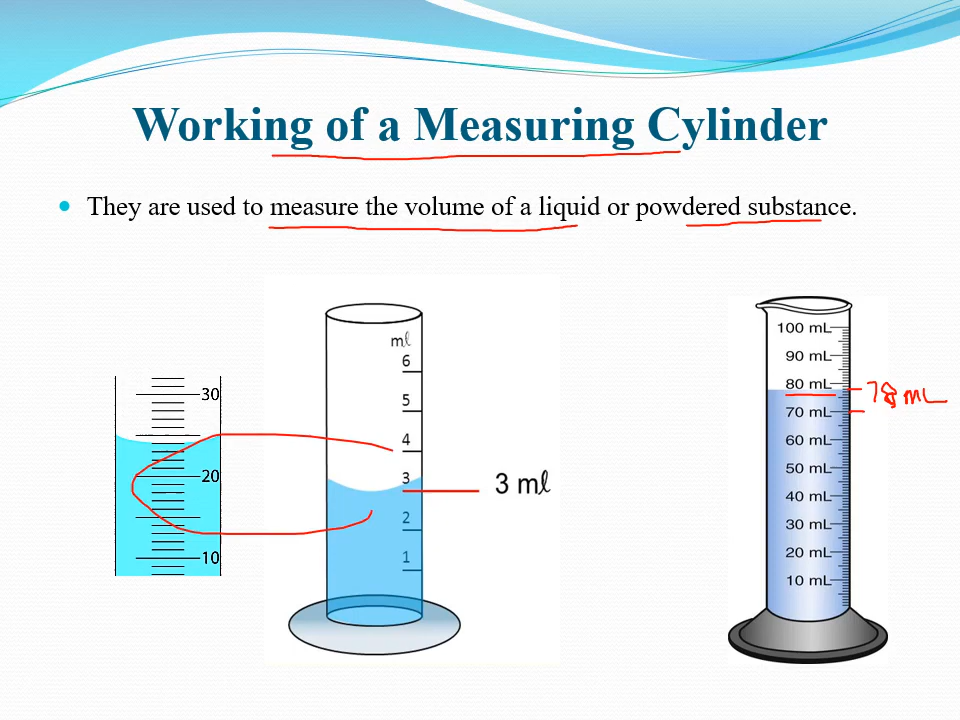 Working of a Measuring Cylinder
They are used to measure the volume of a liquid or powdered substance.
30
20
10
ml
6
5
4
3
2
1
3 ml
100 mL
90 mL
80 mL
70 mL
60 mL
50 mL
40 mL
30 mL
20 mL
10 mL
78 mL